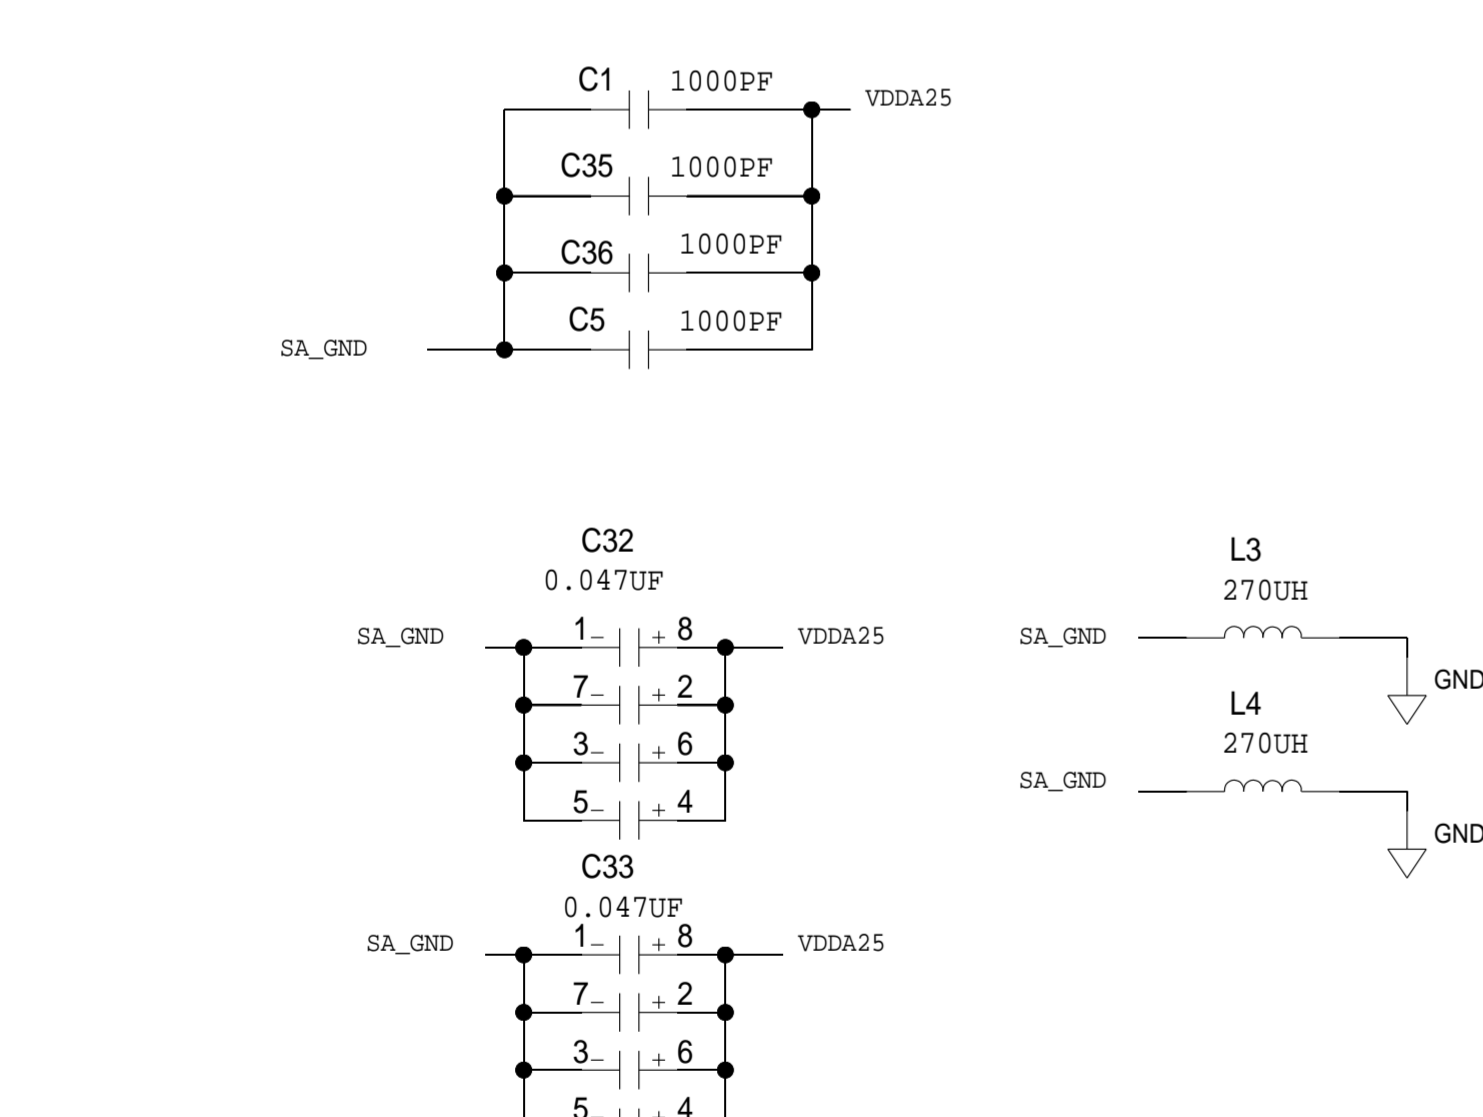 C1 1000PF
VDDA25
C35 1000PF
C36 1000PF
C5 1000PF
SA_GND
C32
0.047UF
SA_GND 1- + 8 VDDA25
7- + 2
3- + 6
5- + 4
L3
270UH
SA_GND
GND
L4
270UH
SA_GND
GND
C33
0.047UF
SA_GND 1- + 8 VDDA25
7- + 2
3- + 6
5- + 4